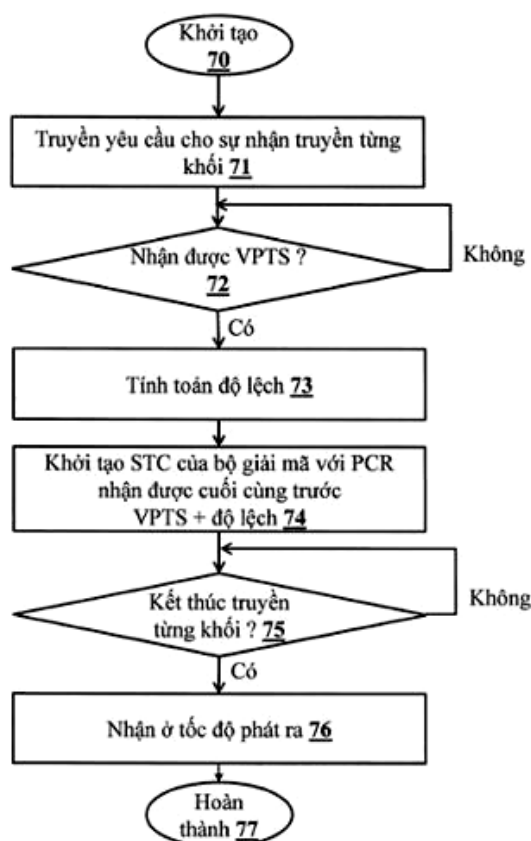 Khởi tạo
70
Truyền yêu cầu cho sự nhận truyền từng
khối 71
Nhận được VPTS ?
72
Không
Có
Tính toán độ lệch 73
Khởi tạo STC của bộ giải mã với PCR
nhận được cuối cùng trước
VPTS + độ lệch 74
Kết thúc truyền
từng khối ? 75
Không
Có
Nhận ở tốc độ phát ra 76
Hoàn
thành 77